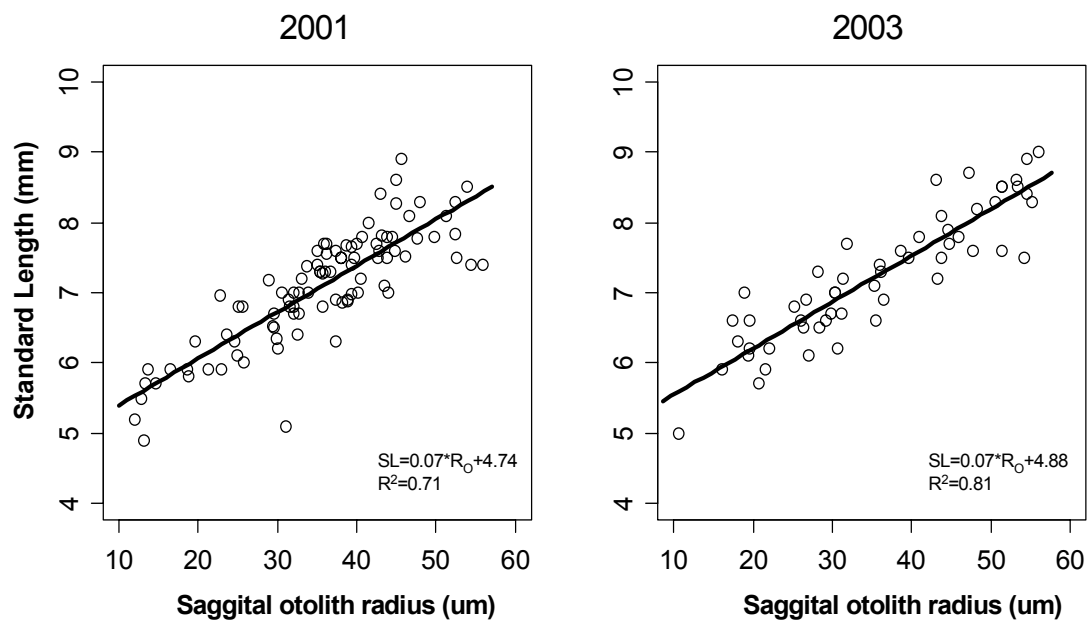 2001
2003
Standard Length (mm)
10
9
8
7
6
5
4
SL=0.07*R_O+4.74
R²=0.71
10 20 30 40 50 60
Saggital otolith radius (um)
10
9
8
7
6
5
4
SL=0.07*R_O+4.88
R²=0.81
10 20 30 40 50 60
Saggital otolith radius (um)